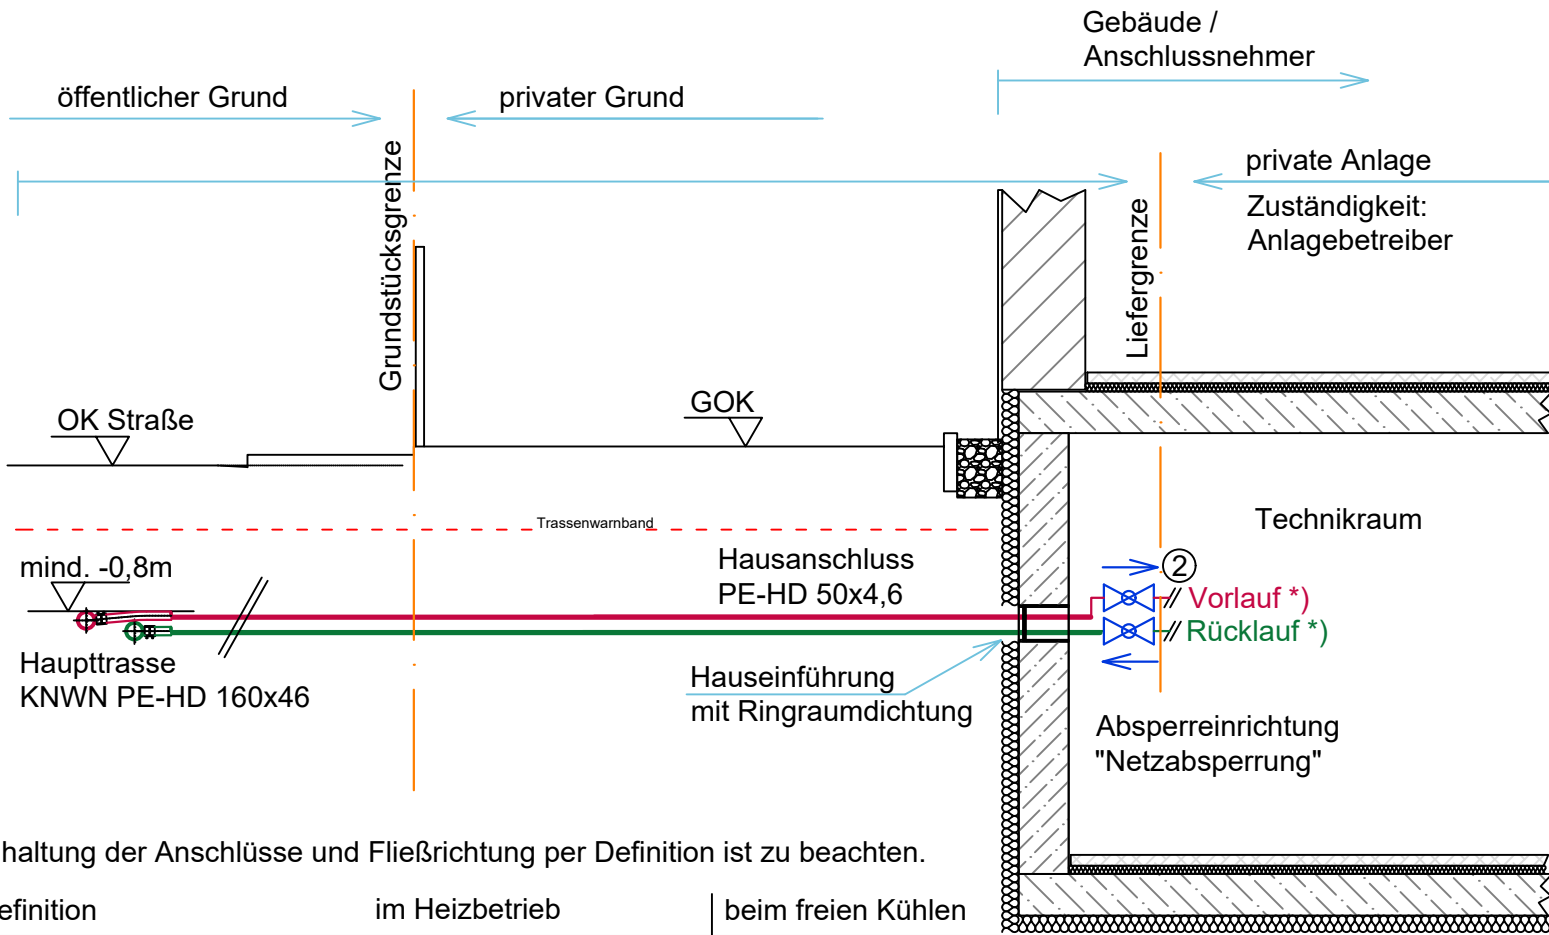 Gebäude /
Anschlussnehmer
öffentlicher Grund
privater Grund
Grundstücksgrenze
private Anlage
Zuständigkeit:
Anlagebetreiber
Liefergrenze
OK Straße
GOK
Trassenwarnband
Technikraum
mind. -0,8m
Hausanschluss
PE-HD 50x4,6
2
Vorlauf *)
Rücklauf *)
Haupttrasse
KNWN PE-HD 160x46
Hauseinführung
mit Ringraumdichtung
Absperreinrichtung
"Netzabsperrung"
haltung der Anschlüsse und Fließrichtung per Definition ist zu beachten.
efinition
im Heizbetrieb
beim freien Kühlen